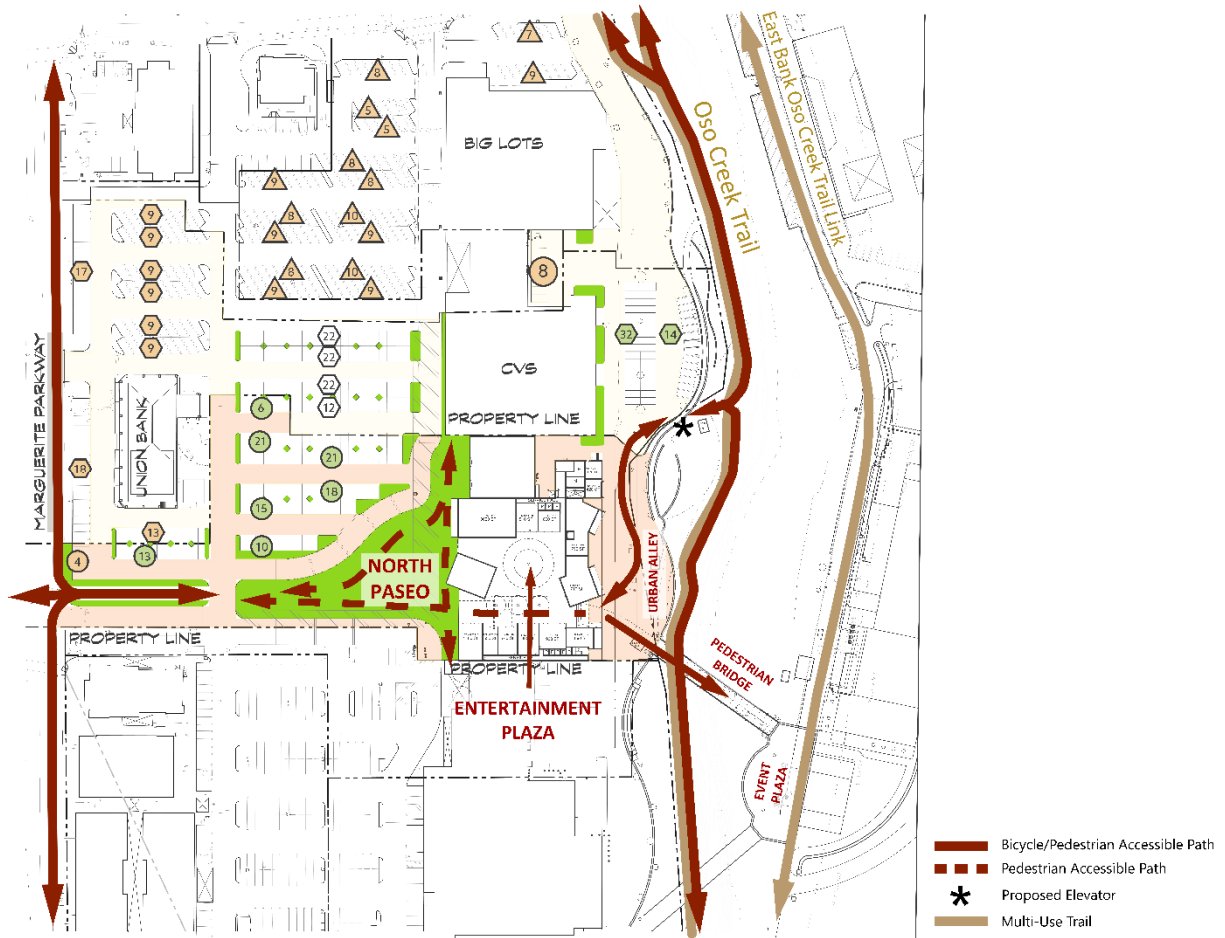 7
8
9
5
5
BIG LOTS
8
9
8
9
8
10
9
9
9
9
17
9
9
8
10
9
9
8
9
9
22
22
32
14
CVS
22
12
6
PROPERTY LINE
21
21
UNION BANK
18
18
15
13
13
10
4
MARGUERITE PARKWAY
NORTH
PASEO
URBAN ALLEY
PROPERTY LINE
PROPERTY LINE
PEDESTRIAN
BRIDGE
ENTERTAINMENT
PLAZA
EVENT
PLAZA
Oso Creek Trail
East Bank Oso Creek Trail Link
Bicycle/Pedestrian Accessible Path
Pedestrian Accessible Path
Proposed Elevator
Multi-Use Trail